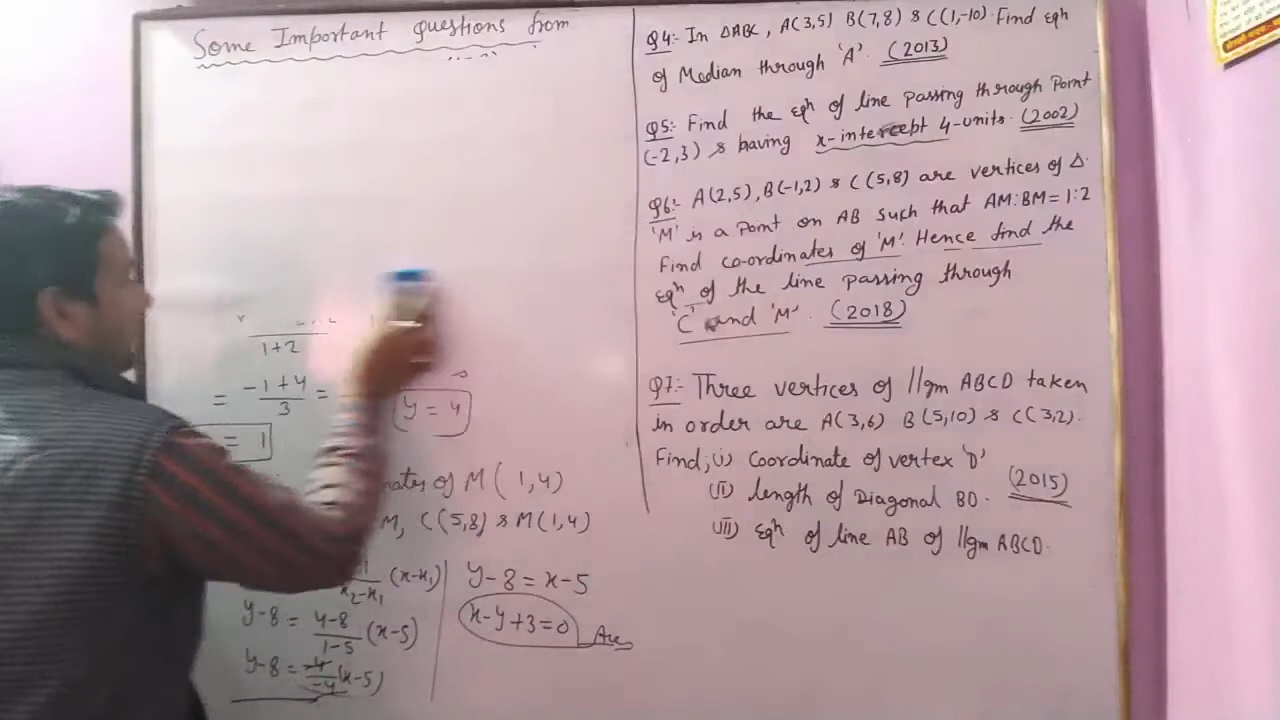 Some Important Questions from
1+2
= -1+4/3 =
y = 4
= 1
nates of M ( 1,4)
M, C(5,8) & M(1,4)
x2-x1 (x-x1)
y-8 = 4-8/1-5 (x-5)
y-8 = -4/-4 (x-5)
y-8 = x-5
x-y+3=0 Ans
Q4:- In ΔABC, A(3,5) B(7,8) & C(1,-10) Find eqn
of Median through 'A'. (2013)
Q5:- Find the eqn of line passing through Point
(-2,3) & having x-intercept 4-units. (2002)
Q6:- A(2,5), B(-1,2) & C(5,8) are vertices of Δ.
'M' is a point on AB such that AM:BM=1:2
Find co-ordinates of 'M'. Hence find the
eqn of the line passing through
'C' and 'M'. (2018)
Q7:- Three vertices of //gm ABCD taken
in order are A(3,6) B(5,10) & C(3,2).
Find, (i) Coordinate of vertex 'D'
(ii) length of Diagonal BD. (2015)
(iii) eqn of line AB of //gm ABCD.